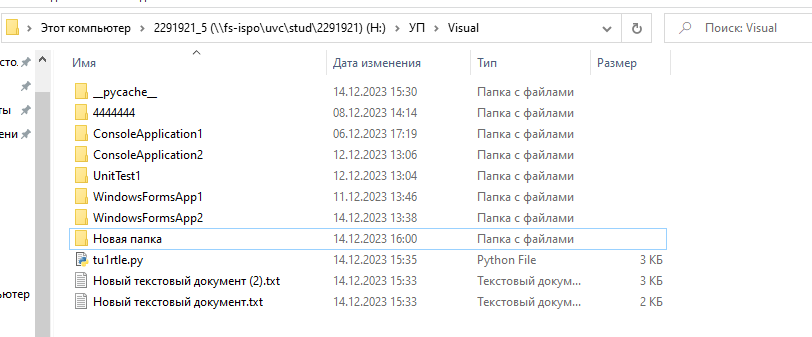 Этот компьютер > 2291921_5 (\\fs-ispo\uvc\stud\2291921) (H:) > УП > Visual
Поиск: Visual
Имя Дата изменения Тип Размер
__pycache__ 14.12.2023 15:30 Папка с файлами
4444444 08.12.2023 14:14 Папка с файлами
ConsoleApplication1 06.12.2023 17:19 Папка с файлами
ConsoleApplication2 12.12.2023 13:06 Папка с файлами
UnitTest1 12.12.2023 13:04 Папка с файлами
WindowsFormsApp1 11.12.2023 13:46 Папка с файлами
WindowsFormsApp2 14.12.2023 13:38 Папка с файлами
Новая папка 14.12.2023 16:00 Папка с файлами
tu1rtle.py 14.12.2023 15:35 Python File 3 КБ
Новый текстовый документ (2).txt 14.12.2023 15:33 Текстовый докум... 3 КБ
Новый текстовый документ.txt 14.12.2023 15:33 Текстовый докум... 2 КБ